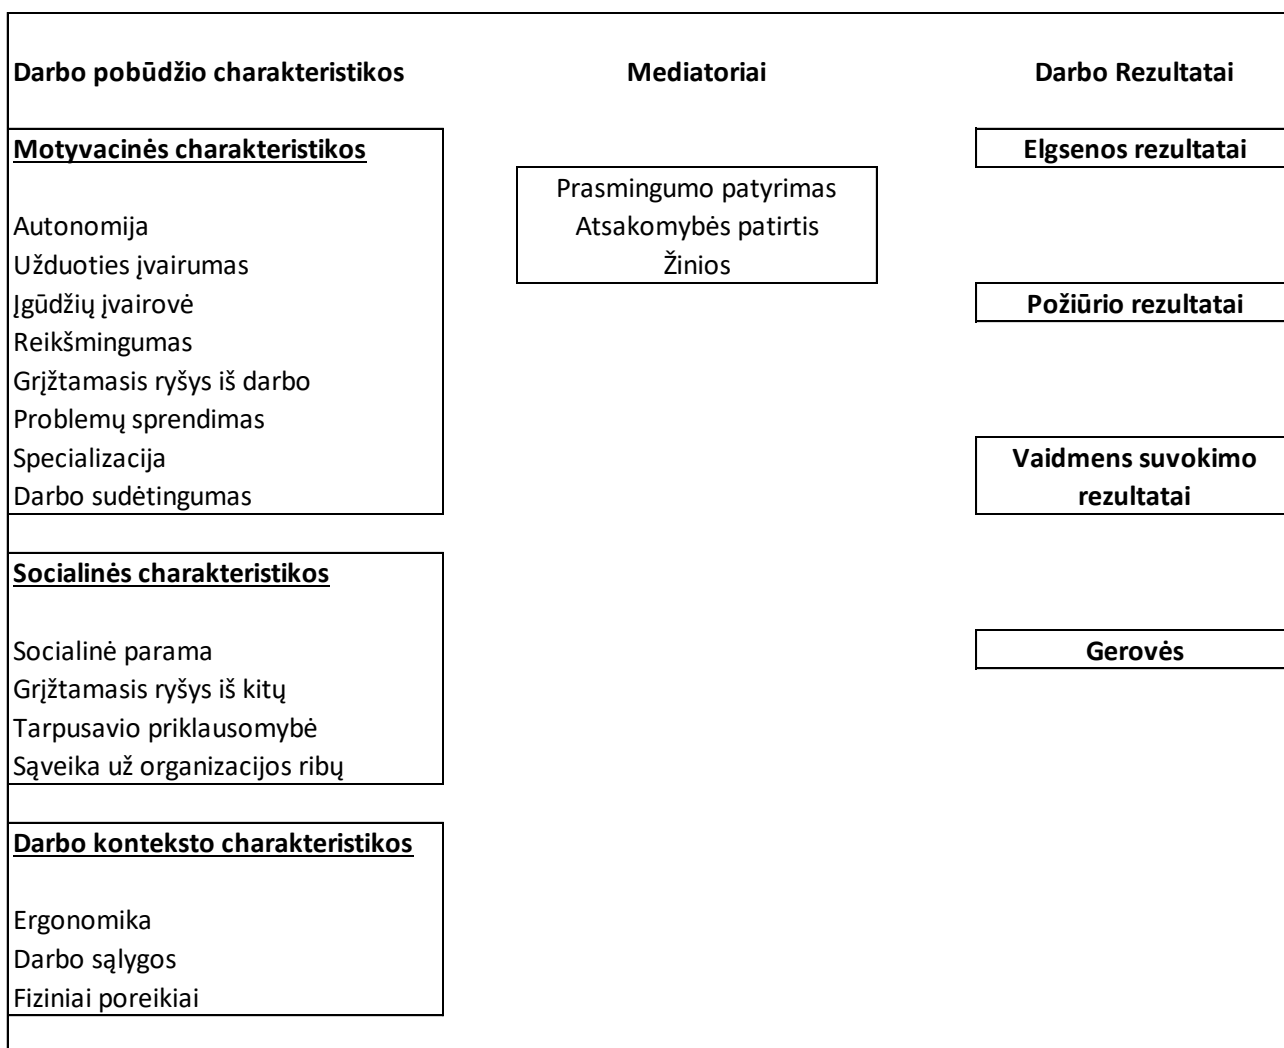 Darbo pobūdžio charakteristikos
Mediatoriai
Darbo Rezultatai
Motyvacinės charakteristikos
Autonomija
Užduoties įvairumas
Įgūdžių įvairovė
Reikšmingumas
Grįžtamasis ryšys iš darbo
Problemų sprendimas
Specializacija
Darbo sudėtingumas
Socialinės charakteristikos
Socialinė parama
Grįžtamasis ryšys iš kitų
Tarpusavio priklausomybė
Sąveika už organizacijos ribų
Darbo konteksto charakteristikos
Ergonomika
Darbo sąlygos
Fiziniai poreikiai
Prasmingumo patyrimas
Atsakomybės patirtis
Žinios
Elgsenos rezultatai
Požiūrio rezultatai
Vaidmens suvokimo
rezultatai
Gerovės